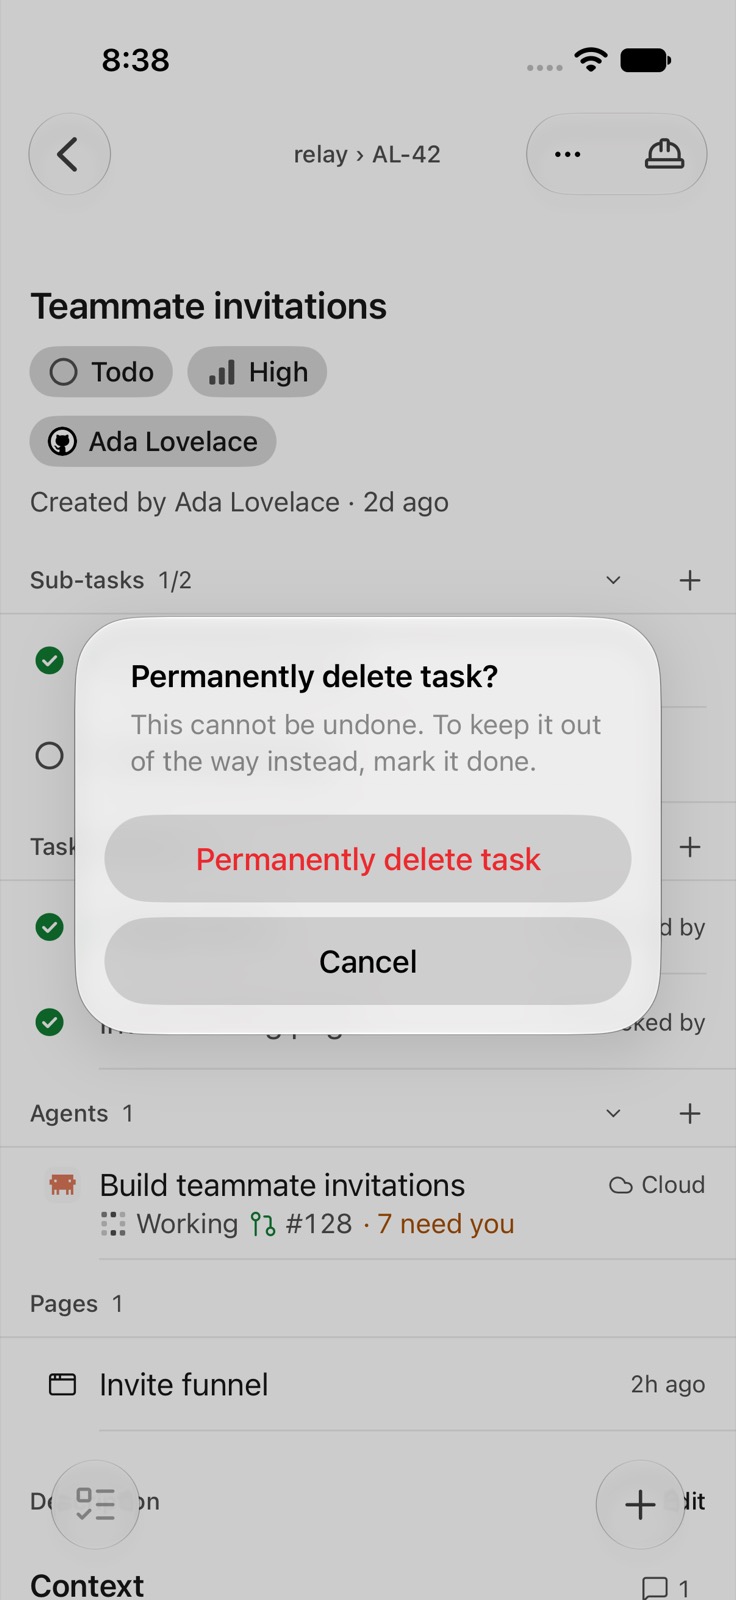 8:38
relay › AL-42
Teammate invitations
Todo
High
Ada Lovelace
Created by Ada Lovelace · 2d ago
Sub-tasks 1/2
Permanently delete task?
This cannot be undone. To keep it out
of the way instead, mark it done.
Permanently delete task
Cancel
by
by
Agents 1
Build teammate invitations
Cloud
Working #128 · 7 need you
Pages 1
Invite funnel
2h ago
Context
1